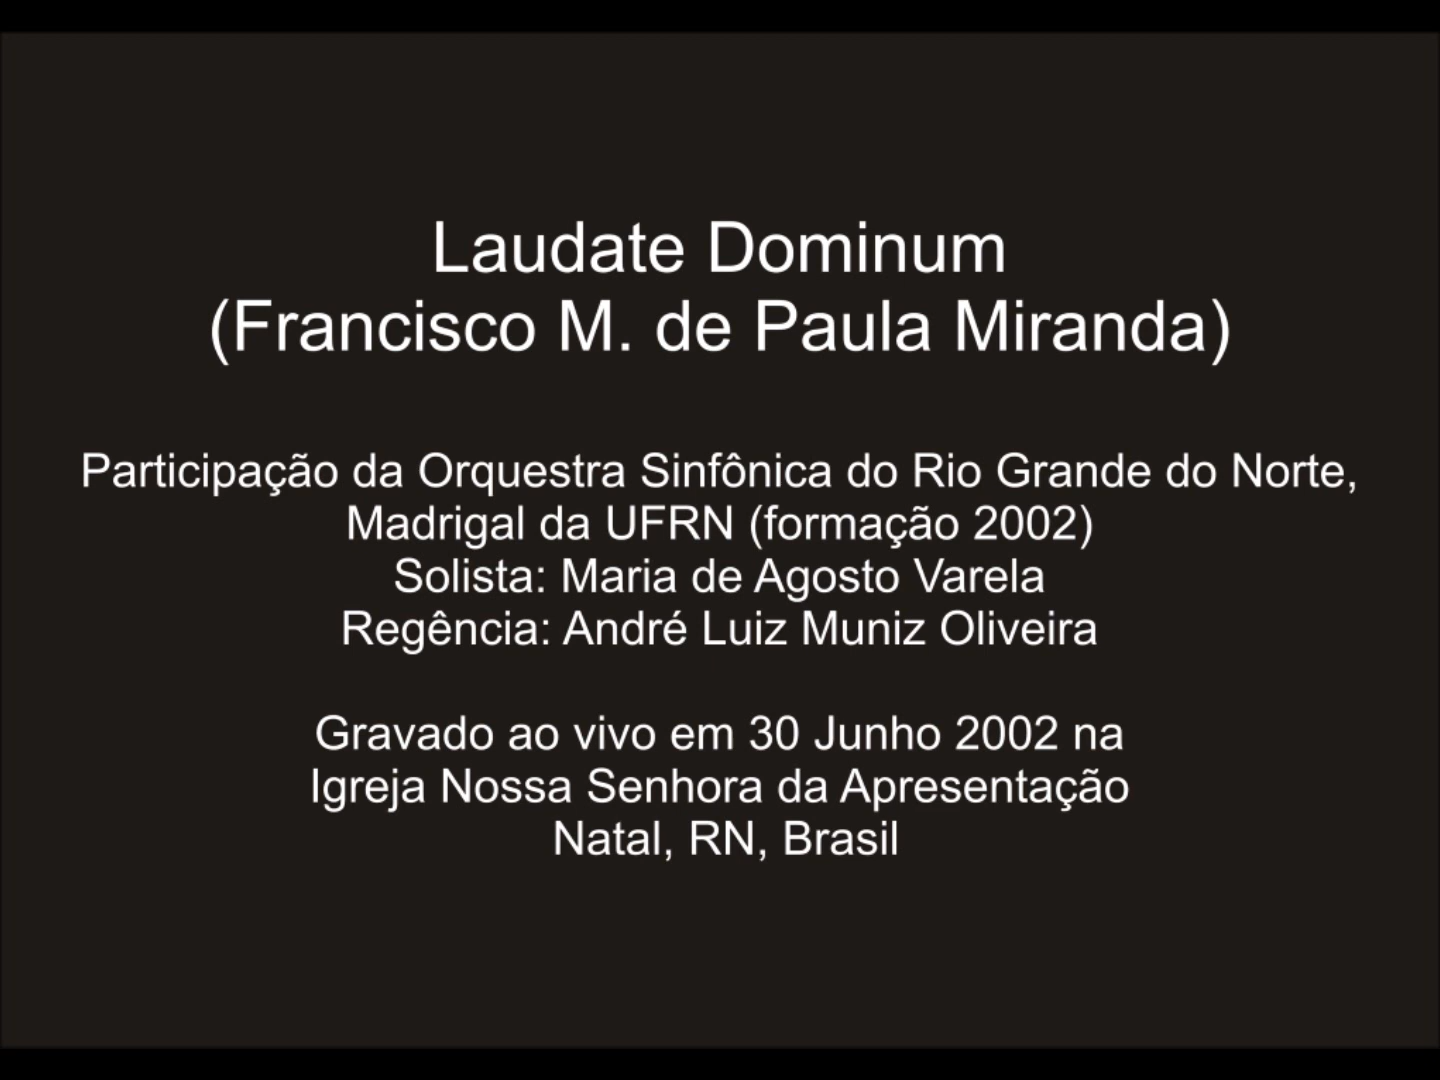 Laudate Dominum
(Francisco M. de Paula Miranda)
Participação da Orquestra Sinfônica do Rio Grande do Norte,
Madrigal da UFRN (formação 2002)
Solista: Maria de Agosto Varela
Regência: André Luiz Muniz Oliveira
Gravado ao vivo em 30 Junho 2002 na
Igreja Nossa Senhora da Apresentação
Natal, RN, Brasil